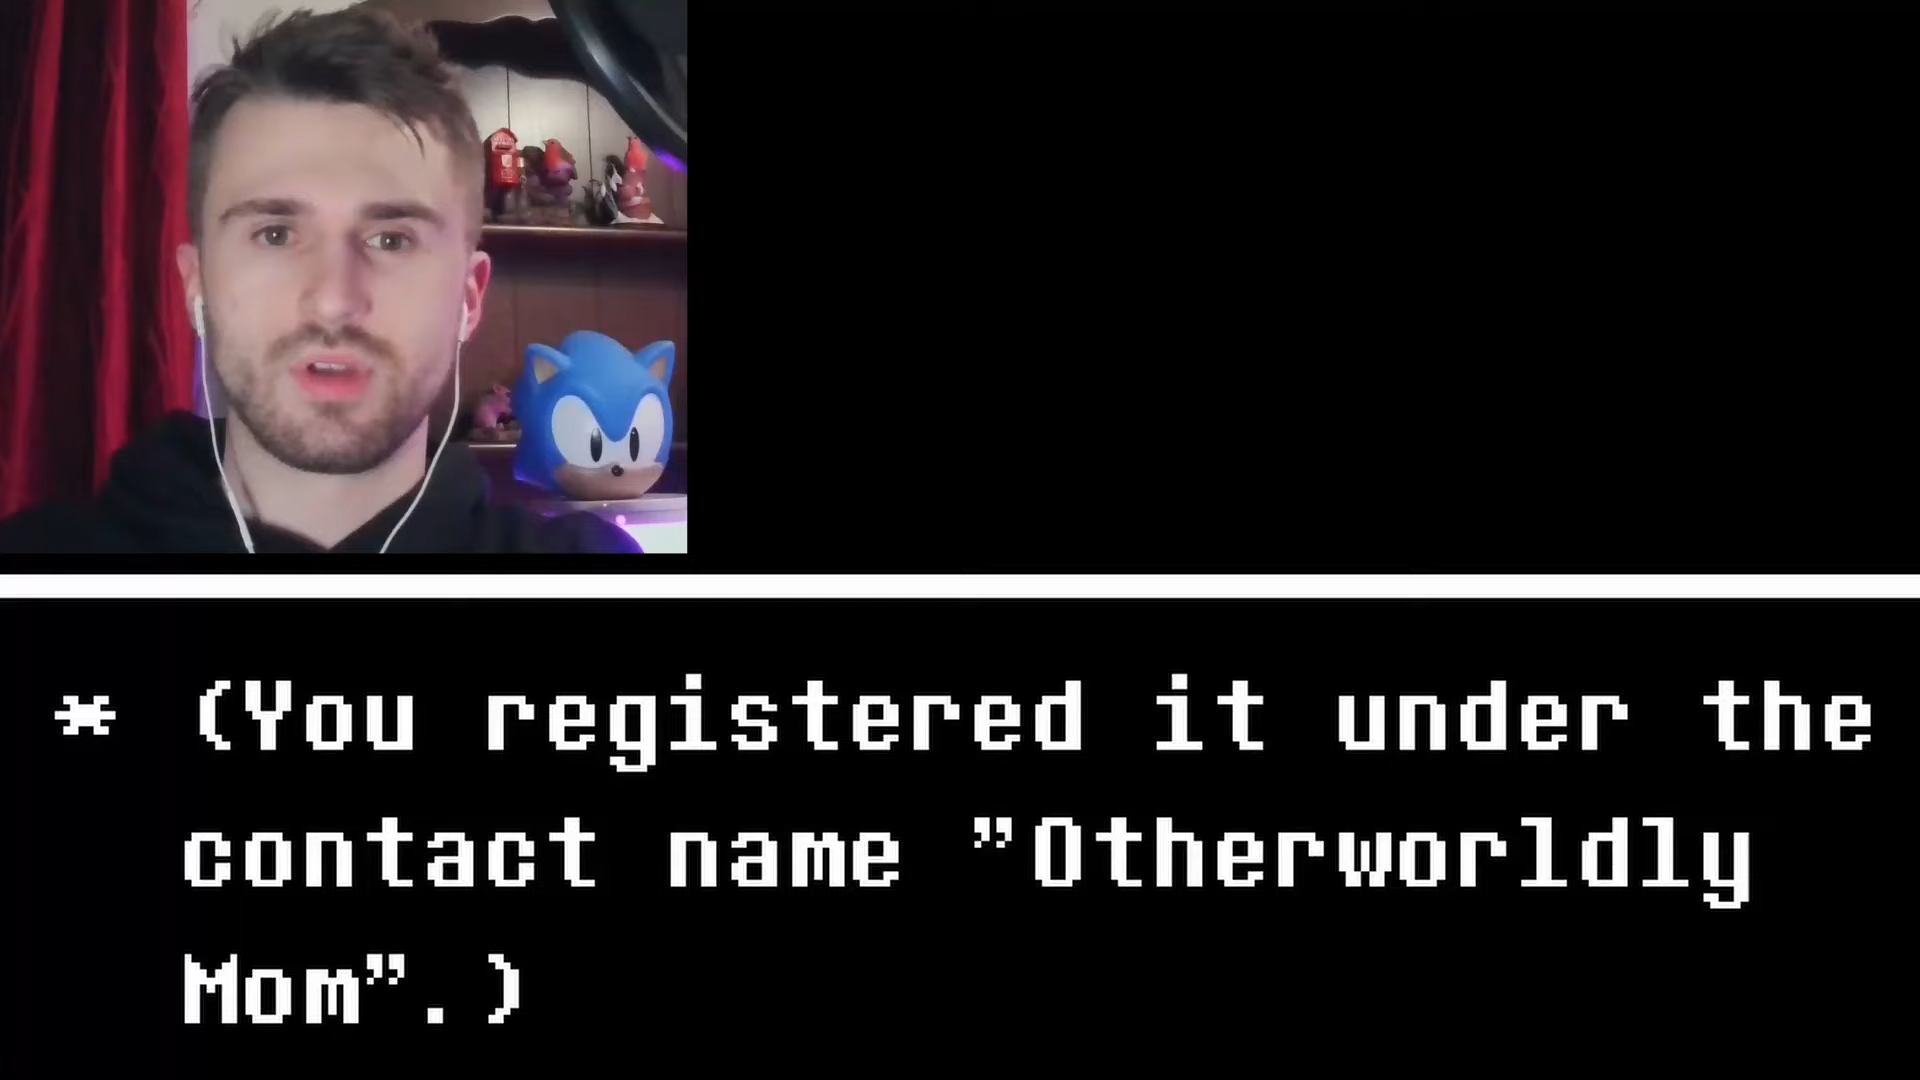 * (You registered it under the
contact name "Otherworldly
Mom".)